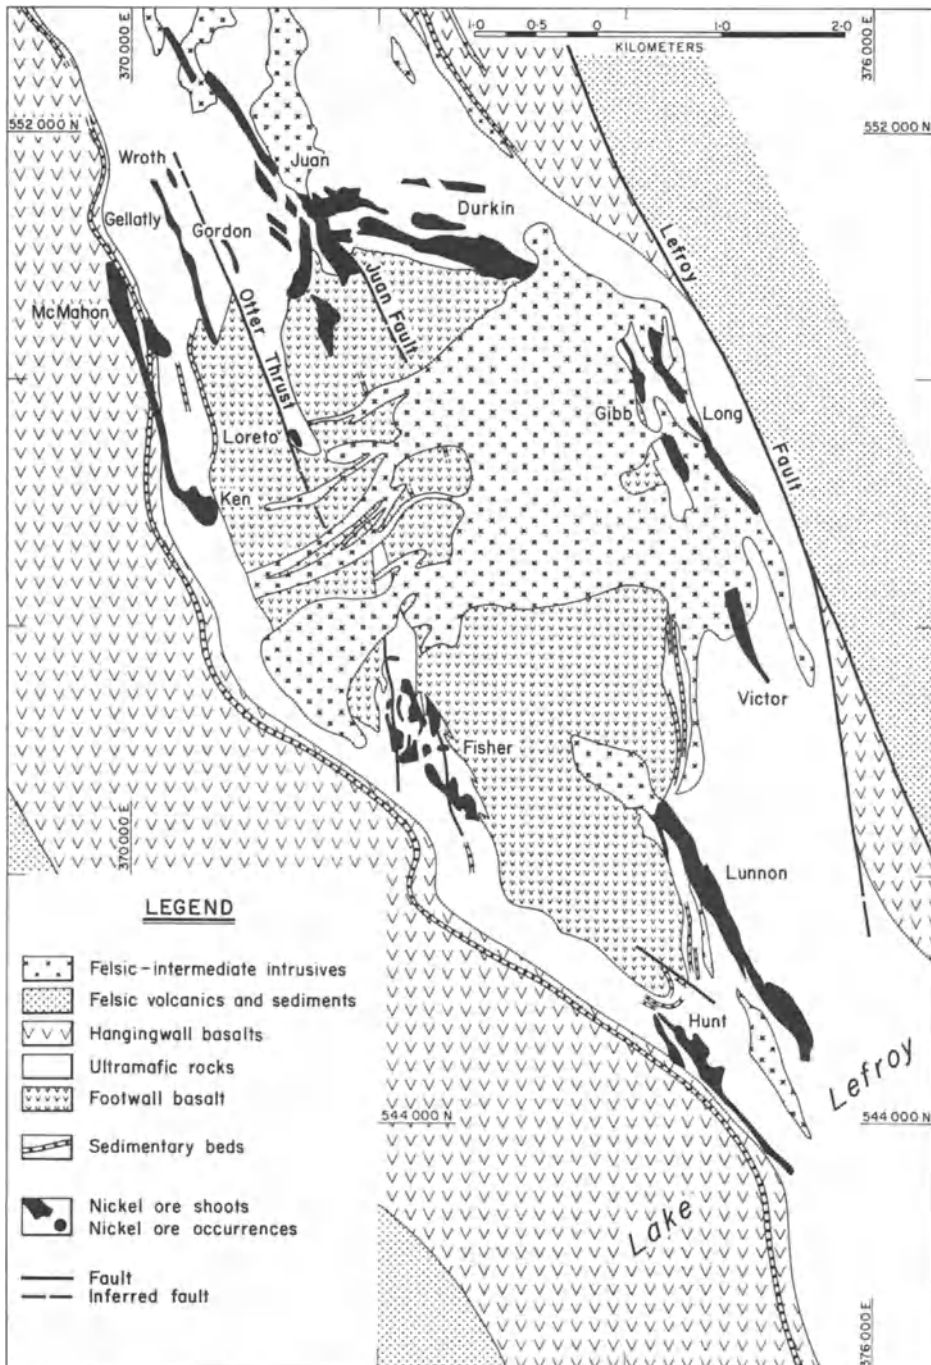 370 000 E
1·0 0·5 0 1·0 2·0
KILOMETERS
376 000 E
552 000 N
552 000 N
Wroth
Juan
Durkin
Gellatly
Gordon
Lefroy
Fault
McMahon
Otter Thrust
Juan Fault
Gibb
Long
Loreto
Ken
Victor
Fisher
370 000 E
Lunnon
LEGEND
Felsic-intermediate intrusives
Felsic volcanics and sediments
Hangingwall basalts
Ultramafic rocks
Footwall basalt
Sedimentary beds
Nickel ore shoots
Nickel ore occurrences
Fault
Inferred fault
Hunt
544 000 N
544 000 N
Lake
Lefroy
376 000 E